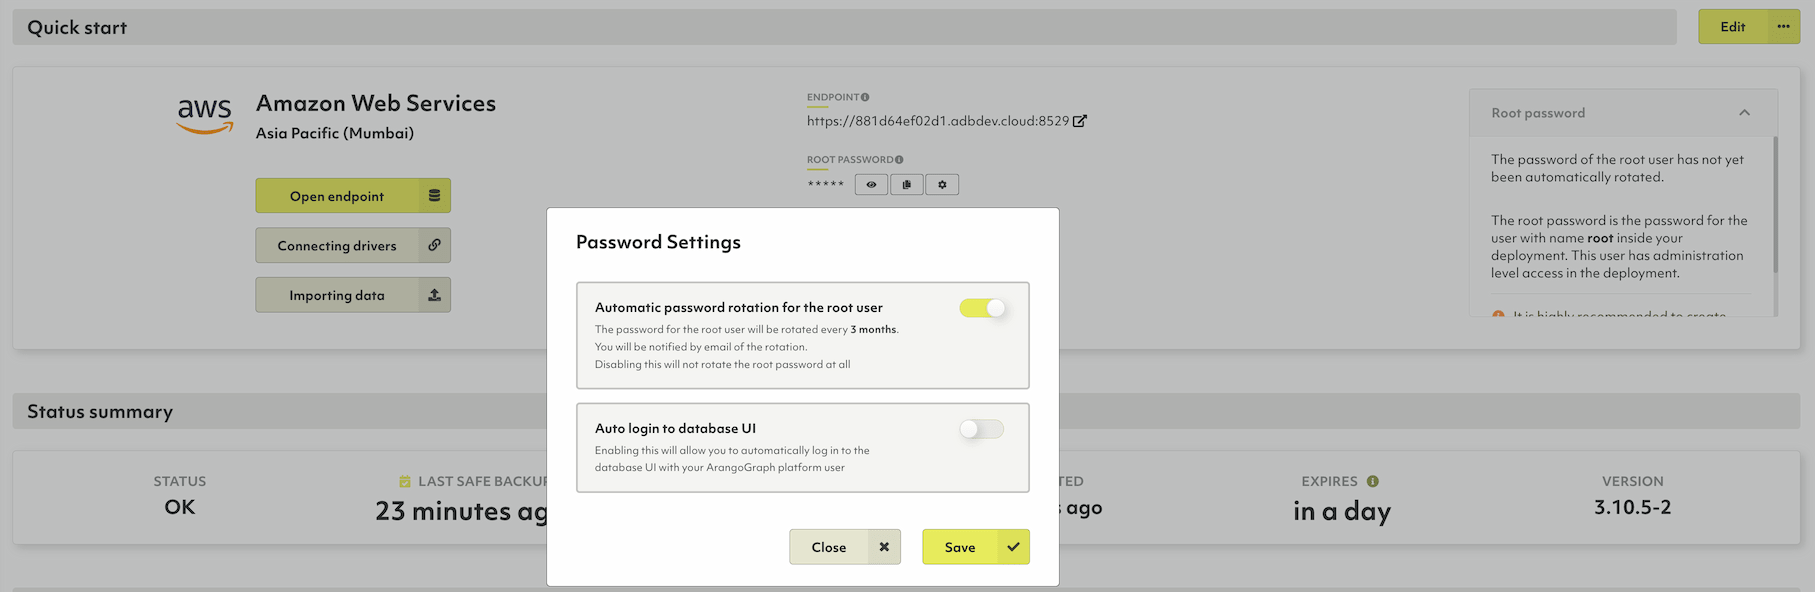 Quick start
Edit
aws
Amazon Web Services
Asia Pacific (Mumbai)
Open endpoint
Connecting drivers
Importing data
ENDPOINT
https://881d64ef02d1.adbdev.cloud:8529
ROOT PASSWORD
*****
Root password
The password of the root user has not yet
been automatically rotated.
The root password is the password for the
user with name root inside your
deployment. This user has administration
level access in the deployment.
It is highly recommended to create
Password Settings
Automatic password rotation for the root user
The password for the root user will be rotated every 3 months.
You will be notified by email of the rotation.
Disabling this will not rotate the root password at all
Auto login to database UI
Enabling this will allow you to automatically log in to the
database UI with your ArangoGraph platform user
Close
Save
Status summary
STATUS
OK
LAST SAFE BACKUP
23 minutes ag
TED
ago
EXPIRES
in a day
VERSION
3.10.5-2